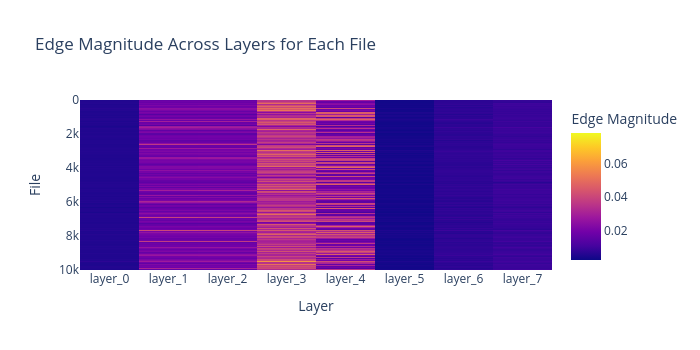 Edge Magnitude Across Layers for Each File
Edge Magnitude
0
2k
4k
6k
8k
10k
File
0.06
0.04
0.02
layer_0 layer_1 layer_2 layer_3 layer_4 layer_5 layer_6 layer_7
Layer